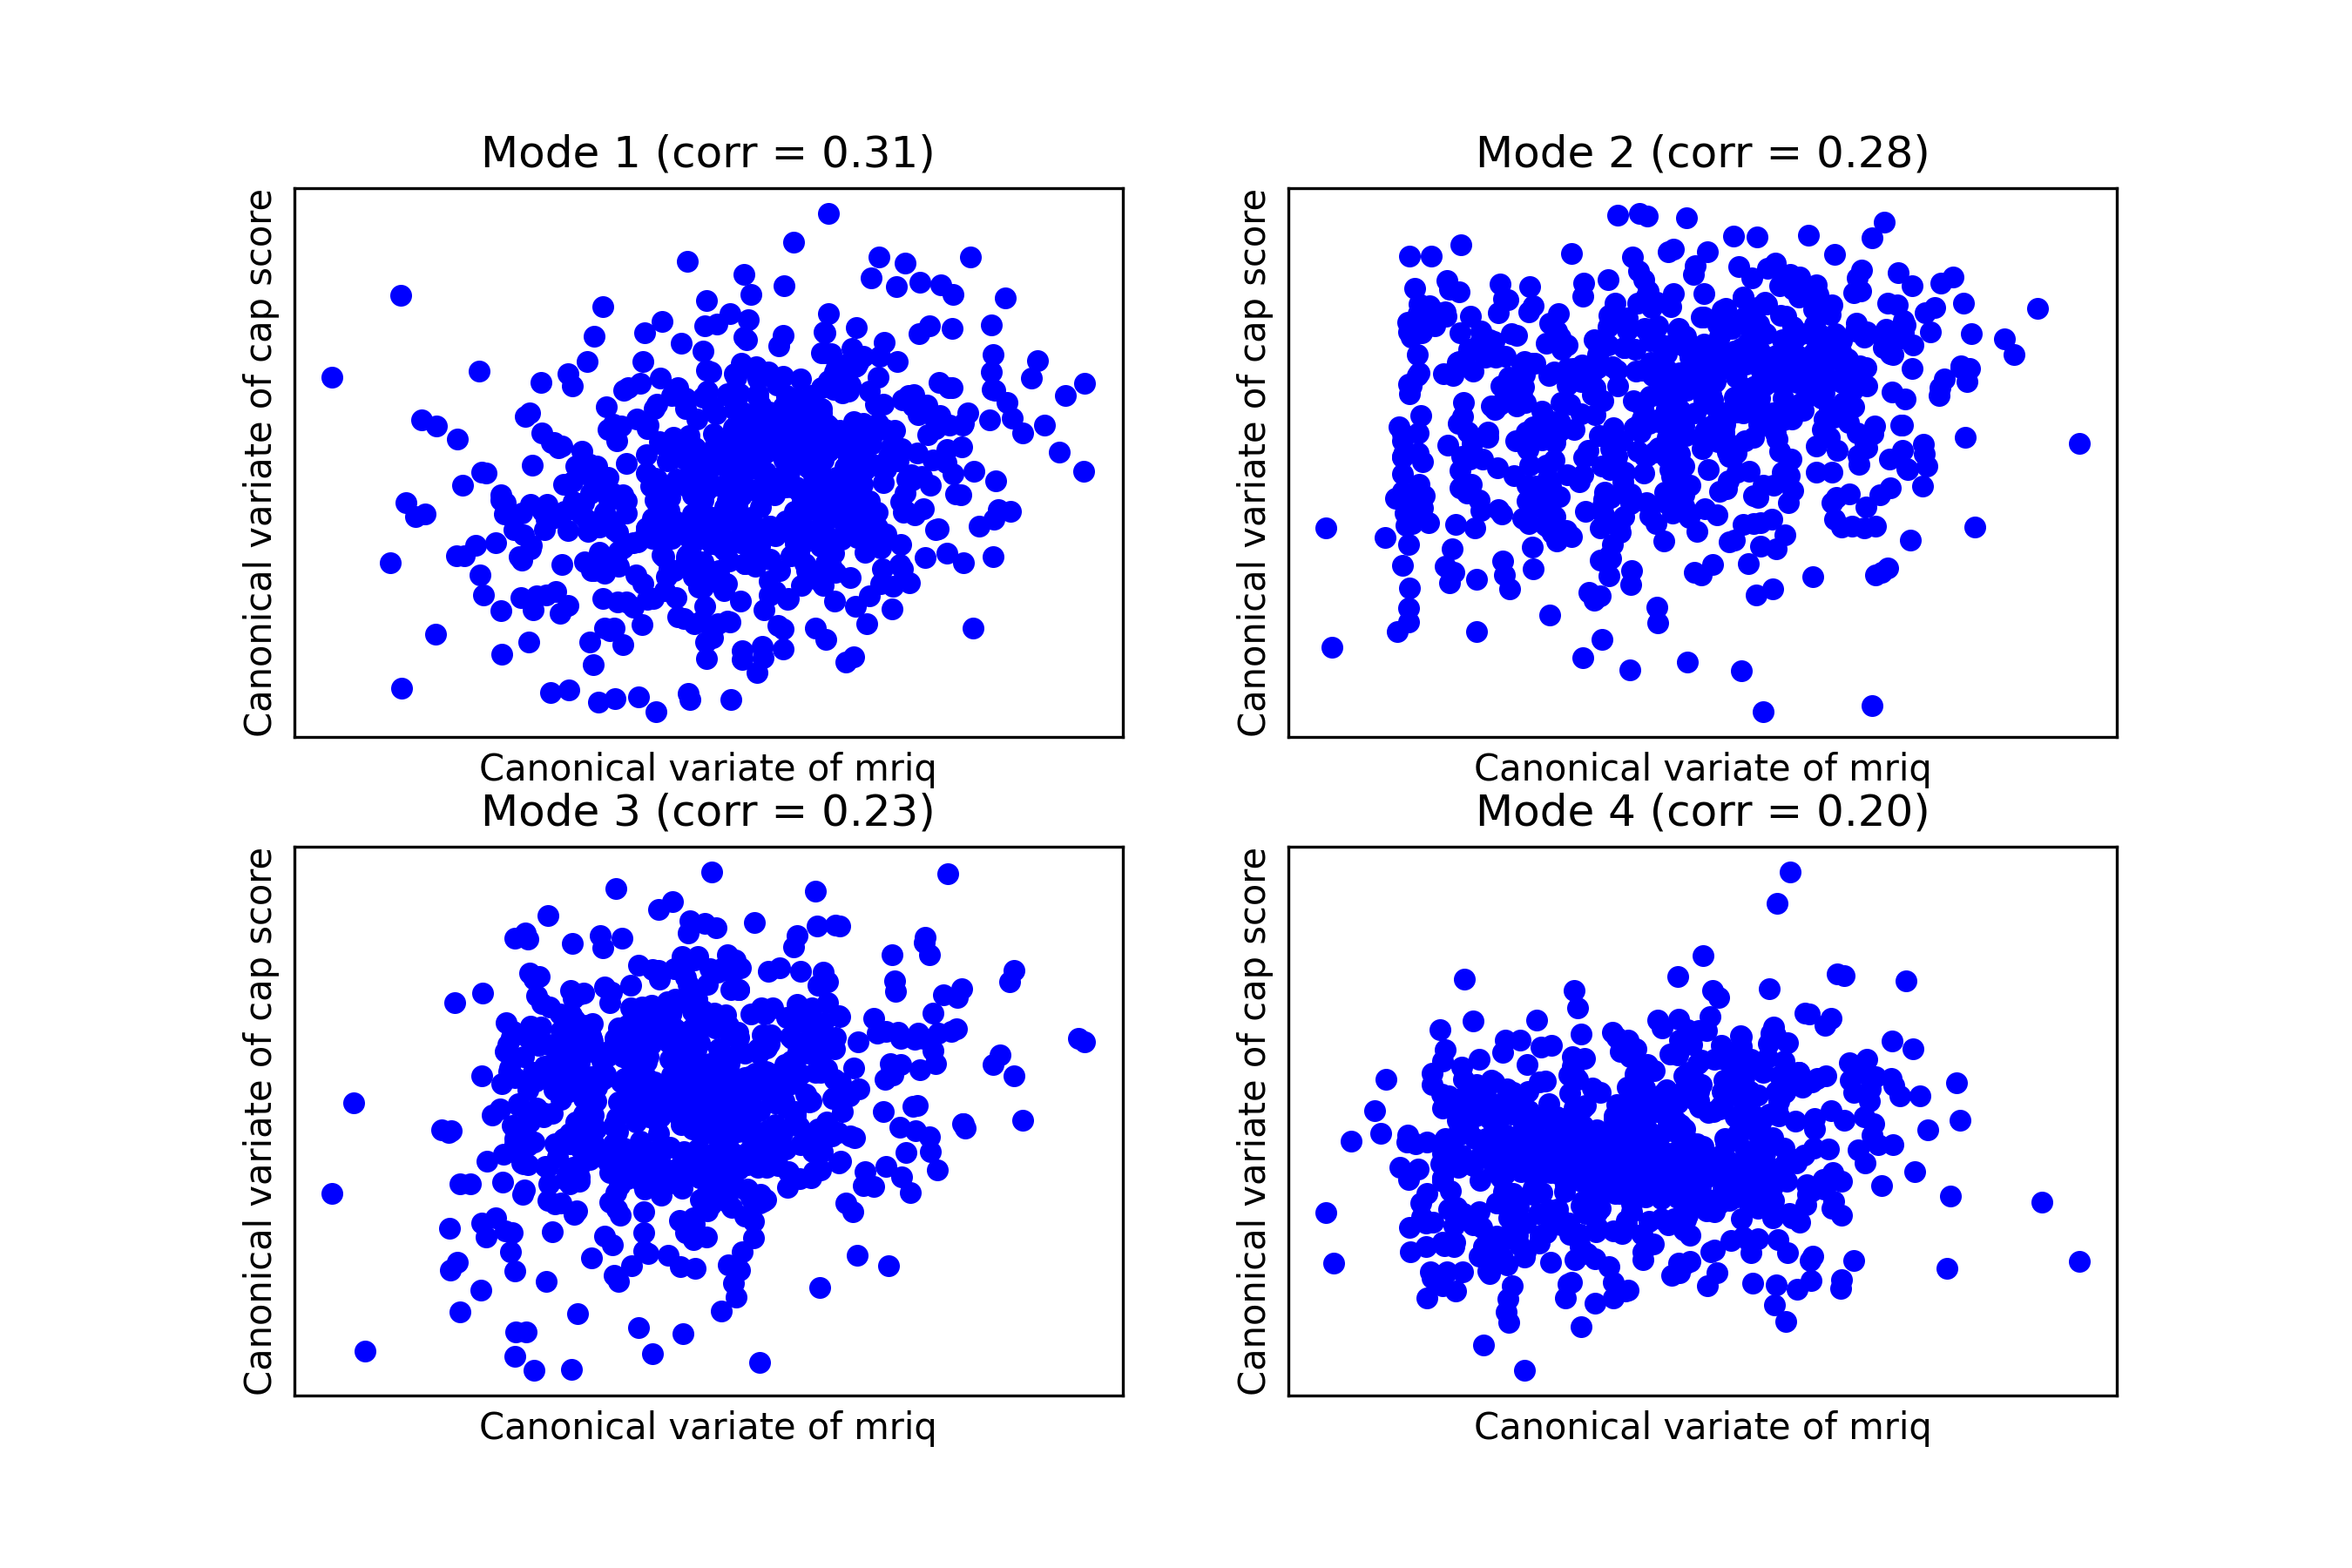 Mode 1 (corr = 0.31)
Canonical variate of cap score
Canonical variate of mriq
Mode 2 (corr = 0.28)
Canonical variate of cap score
Canonical variate of mriq
Mode 3 (corr = 0.23)
Canonical variate of cap score
Canonical variate of mriq
Mode 4 (corr = 0.20)
Canonical variate of cap score
Canonical variate of mriq